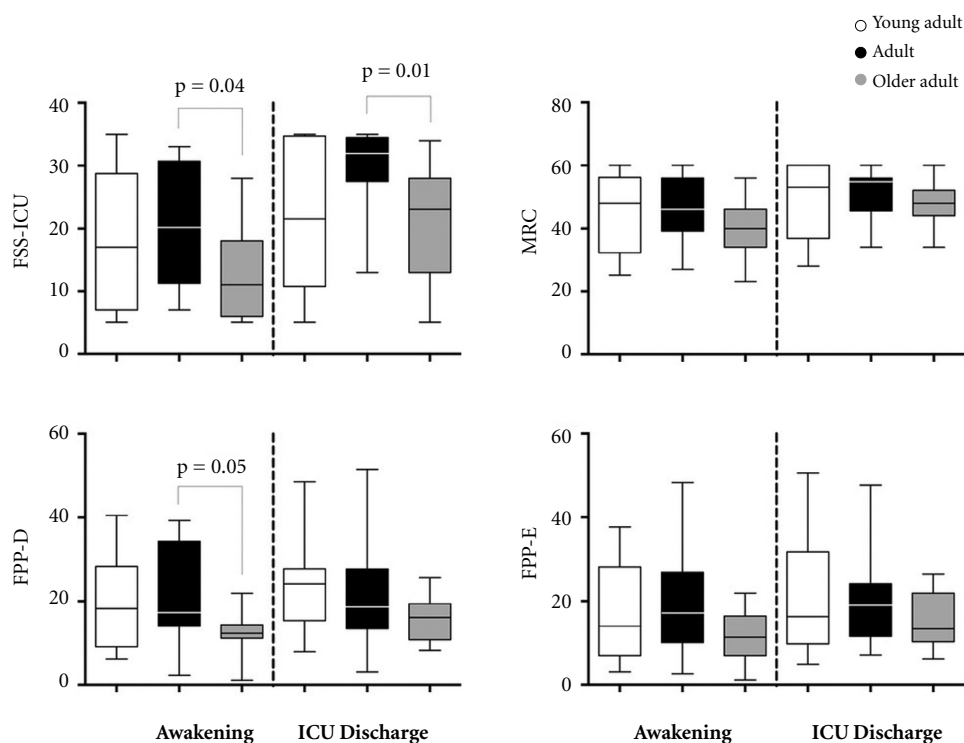 Young adult
Adult
Older adult
p = 0.04
p = 0.01
FSS-ICU
40
30
20
10
0
MRC
80
60
40
20
0
p = 0.05
FPP-D
60
40
20
0
Awakening
ICU Discharge
FPP-E
60
40
20
0
Awakening
ICU Discharge